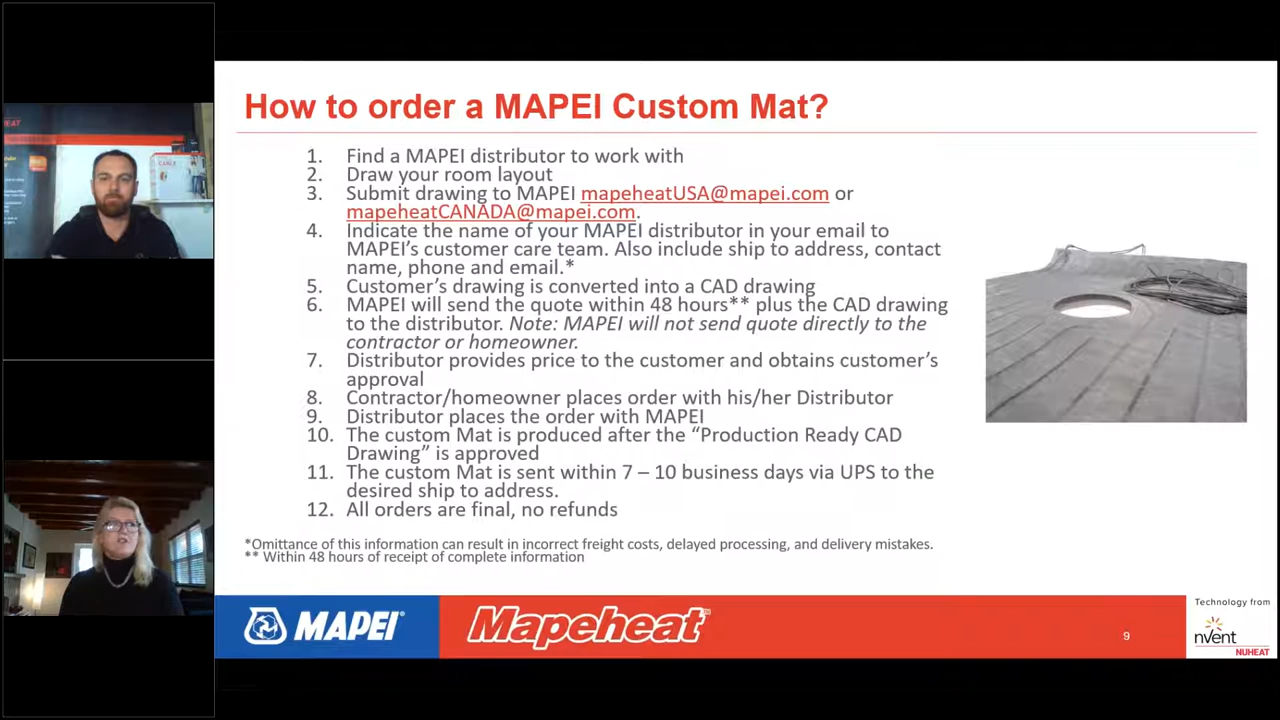 HEAT
CABLE
How to order a MAPEI Custom Mat?
1. Find a MAPEI distributor to work with
2. Draw your room layout
3. Submit drawing to MAPEI mapeheatUSA@mapei.com or
mapeheatCANADA@mapei.com.
4. Indicate the name of your MAPEI distributor in your email to
MAPEI's customer care team. Also include ship to address, contact
name, phone and email.*
5. Customer's drawing is converted into a CAD drawing
6. MAPEI will send the quote within 48 hours** plus the CAD drawing
to the distributor. Note: MAPEI will not send quote directly to the
contractor or homeowner.
7. Distributor provides price to the customer and obtains customer's
approval
8. Contractor/homeowner places order with his/her Distributor
9. Distributor places the order with MAPEI
10. The custom Mat is produced after the “Production Ready CAD
Drawing” is approved
11. The custom Mat is sent within 7 – 10 business days via UPS to the
desired ship to address.
12. All orders are final, no refunds
*Omittance of this information can result in incorrect freight costs, delayed processing, and delivery mistakes.
** Within 48 hours of receipt of complete information
MAPEI®
Mapeheat™
9
Technology from
nVent
NUHEAT